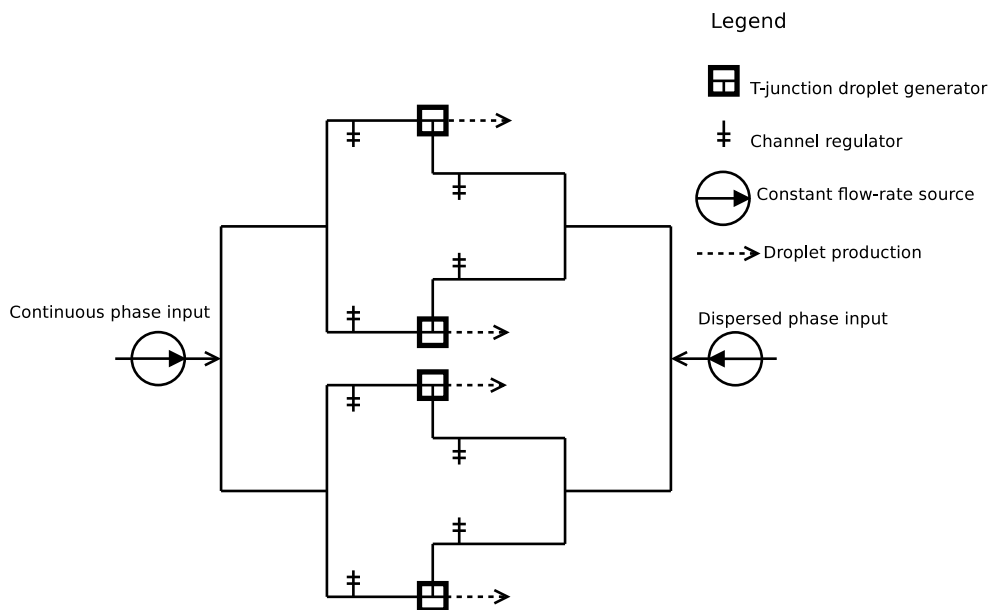 Legend
T-junction droplet generator
Channel regulator
Constant flow-rate source
Droplet production
Continuous phase input
Dispersed phase input